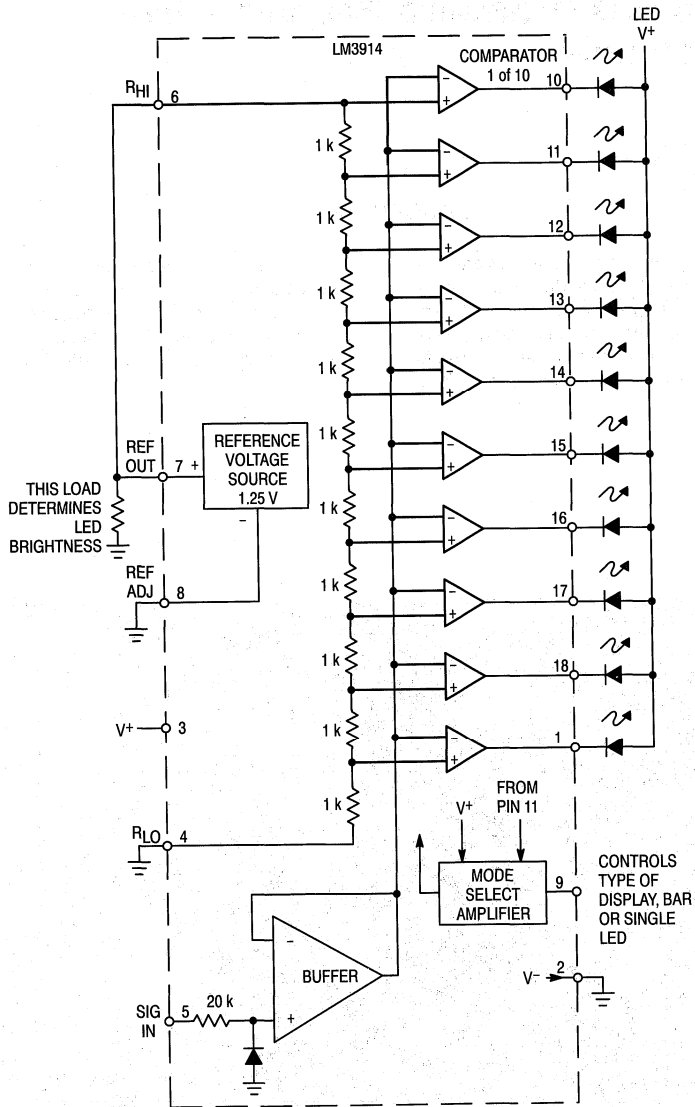 LED
V+
LM3914
COMPARATOR
1 of 10
RHI
6
10
1 k
11
1 k
12
1 k
13
1 k
14
1 k
15
REF
OUT
7
+
REFERENCE
VOLTAGE
SOURCE
1.25 V
−
THIS LOAD
DETERMINES
LED
BRIGHTNESS
1 k
16
1 k
17
REF
ADJ
8
1 k
18
V+
3
1 k
1
1 k
RLO
4
V+
FROM
PIN 11
MODE
SELECT
AMPLIFIER
9
CONTROLS
TYPE OF
DISPLAY, BAR
OR SINGLE
LED
−
BUFFER
+
V−
2
SIG
IN
5
20 k
−
+
−
+
−
+
−
+
−
+
−
+
−
+
−
+
−
+
−
+